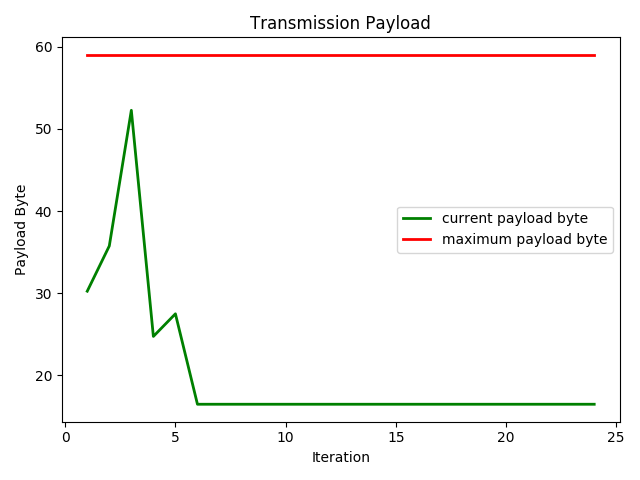 Transmission Payload
Payload Byte
60
50
40
30
20
current payload byte
maximum payload byte
0 5 10 15 20 25
Iteration